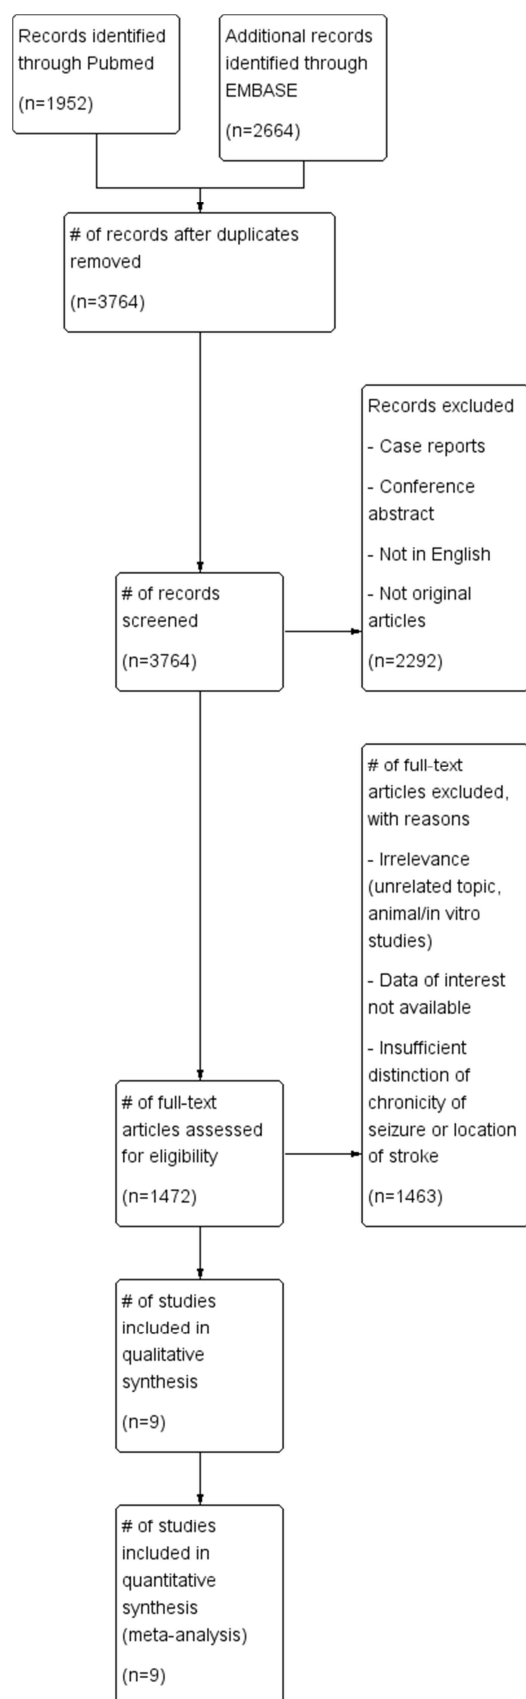 Records identified
through Pubmed
(n=1952)
Additional records
identified through
EMBASE
(n=2664)
# of records after duplicates
removed
(n=3764)
Records excluded
- Case reports
- Conference
abstract
- Not in English
- Not original
articles
(n=2292)
# of records
screened
(n=3764)
# of full-text
articles excluded,
with reasons
- Irrelevance
(unrelated topic,
animal/in vitro
studies)
- Data of interest
not available
- Insufficient
distinction of
chronicity of
seizure or location
of stroke
(n=1463)
# of full-text
articles assessed
for eligibility
(n=1472)
# of studies
included in
qualitative
synthesis
(n=9)
# of studies
included in
quantitative
synthesis
(meta-analysis)
(n=9)